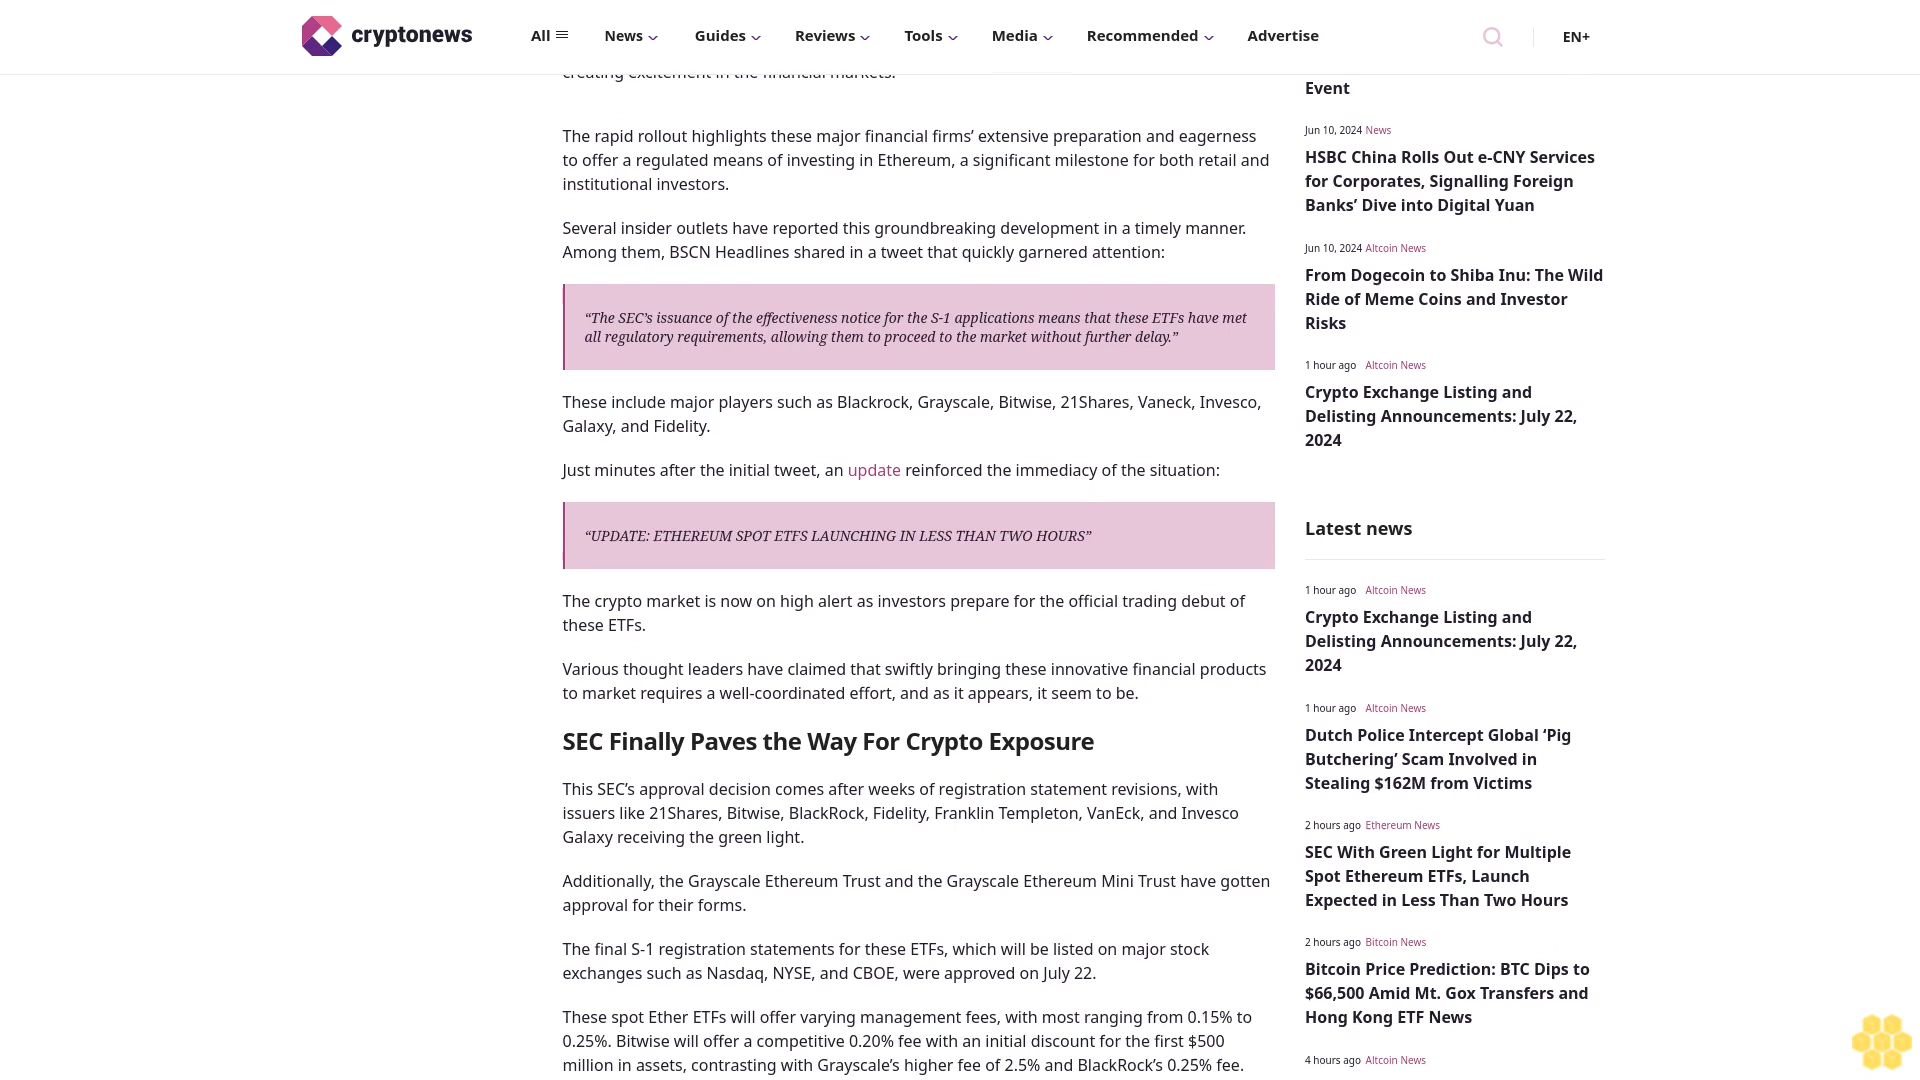 cryptonews
All
News
Guides
Reviews
Tools
Media
Recommended
Advertise
EN+
creating excitement in the financial markets.
The rapid rollout highlights these major financial firms’ extensive preparation and eagerness
to offer a regulated means of investing in Ethereum, a significant milestone for both retail and
institutional investors.
Several insider outlets have reported this groundbreaking development in a timely manner.
Among them, BSCN Headlines shared in a tweet that quickly garnered attention:
“The SEC’s issuance of the effectiveness notice for the S-1 applications means that these ETFs have met
all regulatory requirements, allowing them to proceed to the market without further delay.”
These include major players such as Blackrock, Grayscale, Bitwise, 21Shares, Vaneck, Invesco,
Galaxy, and Fidelity.
Just minutes after the initial tweet, an update reinforced the immediacy of the situation:
“UPDATE: ETHEREUM SPOT ETFS LAUNCHING IN LESS THAN TWO HOURS”
The crypto market is now on high alert as investors prepare for the official trading debut of
these ETFs.
Various thought leaders have claimed that swiftly bringing these innovative financial products
to market requires a well-coordinated effort, and as it appears, it seem to be.
SEC Finally Paves the Way For Crypto Exposure
This SEC’s approval decision comes after weeks of registration statement revisions, with
issuers like 21Shares, Bitwise, BlackRock, Fidelity, Franklin Templeton, VanEck, and Invesco
Galaxy receiving the green light.
Additionally, the Grayscale Ethereum Trust and the Grayscale Ethereum Mini Trust have gotten
approval for their forms.
The final S-1 registration statements for these ETFs, which will be listed on major stock
exchanges such as Nasdaq, NYSE, and CBOE, were approved on July 22.
These spot Ether ETFs will offer varying management fees, with most ranging from 0.15% to
0.25%. Bitwise will offer a competitive 0.20% fee with an initial discount for the first $500
million in assets, contrasting with Grayscale’s higher fee of 2.5% and BlackRock’s 0.25% fee.
Event
Jun 10, 2024 News
HSBC China Rolls Out e-CNY Services
for Corporates, Signalling Foreign
Banks’ Dive into Digital Yuan
Jun 10, 2024 Altcoin News
From Dogecoin to Shiba Inu: The Wild
Ride of Meme Coins and Investor
Risks
1 hour ago Altcoin News
Crypto Exchange Listing and
Delisting Announcements: July 22,
2024
Latest news
1 hour ago Altcoin News
Crypto Exchange Listing and
Delisting Announcements: July 22,
2024
1 hour ago Altcoin News
Dutch Police Intercept Global ‘Pig
Butchering’ Scam Involved in
Stealing $162M from Victims
2 hours ago Ethereum News
SEC With Green Light for Multiple
Spot Ethereum ETFs, Launch
Expected in Less Than Two Hours
2 hours ago Bitcoin News
Bitcoin Price Prediction: BTC Dips to
$66,500 Amid Mt. Gox Transfers and
Hong Kong ETF News
4 hours ago Altcoin News